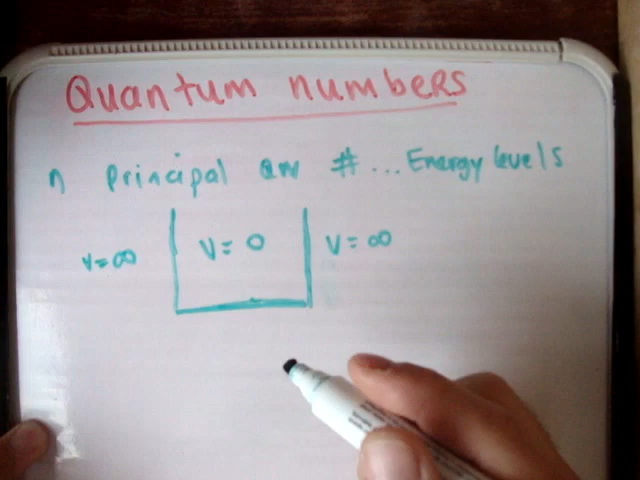 Quantum numbers
n principal qn # ... Energy levels
V=∞ V=0 V=∞